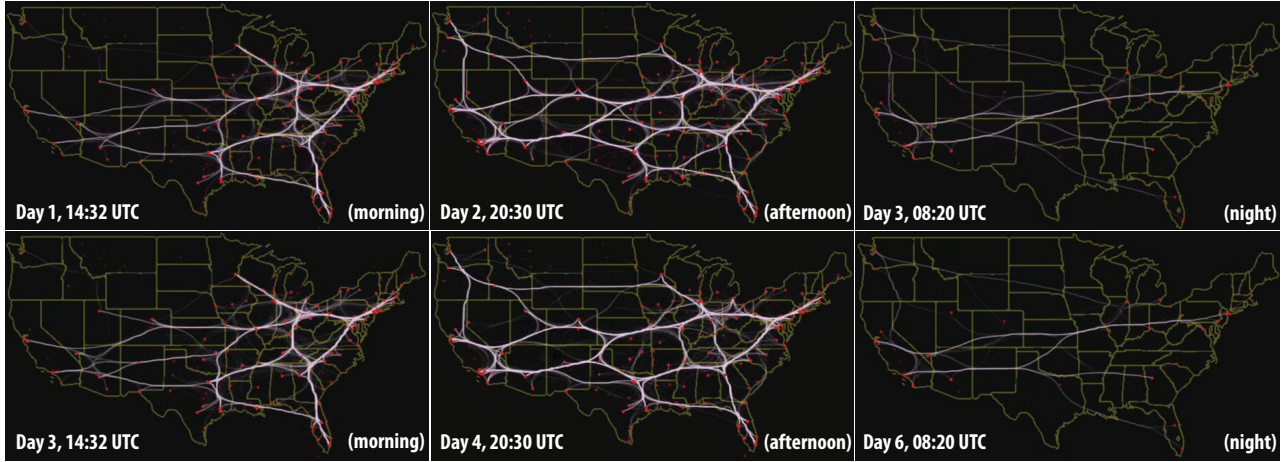 Day 1, 14:32 UTC (morning)
Day 2, 20:30 UTC (afternoon)
Day 3, 08:20 UTC (night)
Day 3, 14:32 UTC (morning)
Day 4, 20:30 UTC (afternoon)
Day 6, 08:20 UTC (night)